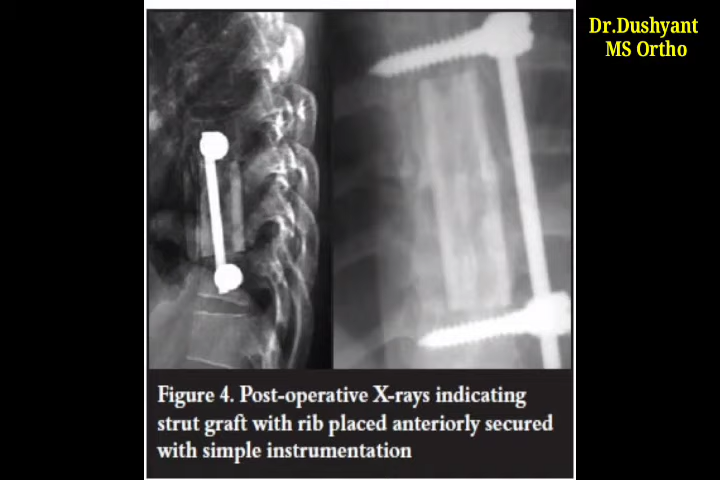 Dr.Dushyant
MS Ortho
Figure 4. Post-operative X-rays indicating
strut graft with rib placed anteriorly secured
with simple instrumentation